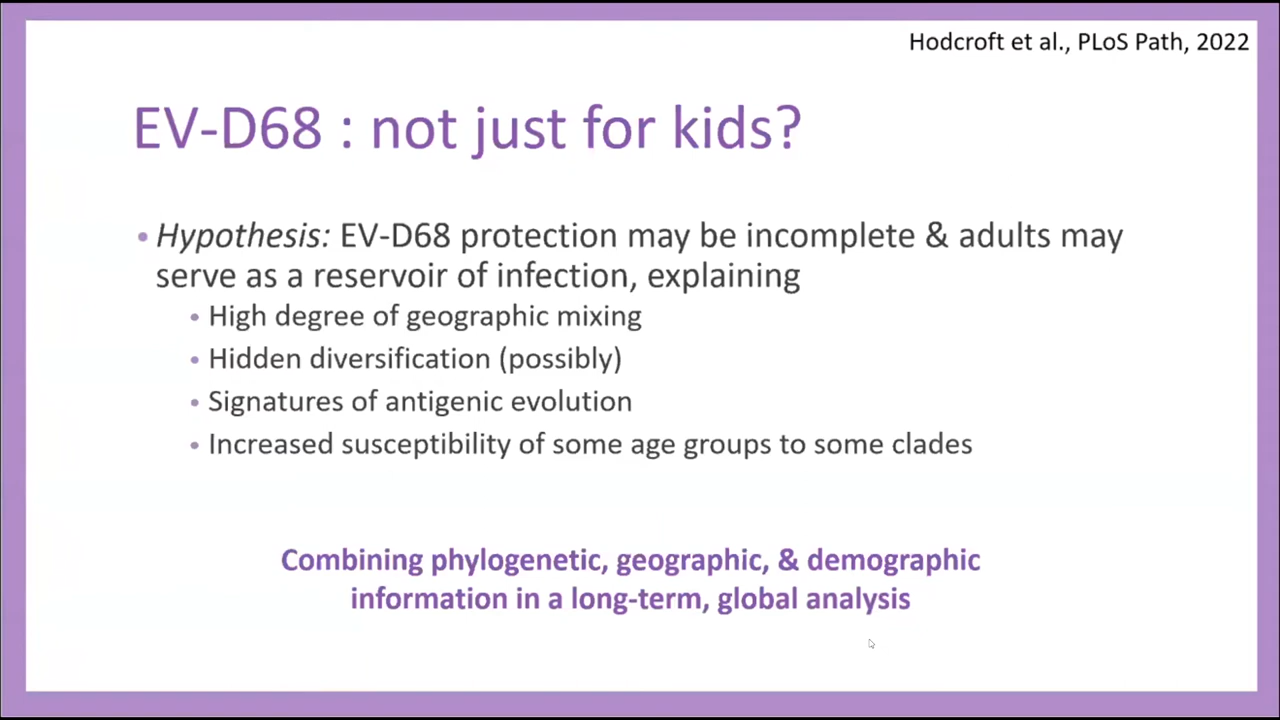 Hodcroft et al., PLoS Path, 2022
EV-D68 : not just for kids?
• Hypothesis: EV-D68 protection may be incomplete & adults may
serve as a reservoir of infection, explaining
• High degree of geographic mixing
• Hidden diversification (possibly)
• Signatures of antigenic evolution
• Increased susceptibility of some age groups to some clades
Combining phylogenetic, geographic, & demographic
information in a long-term, global analysis